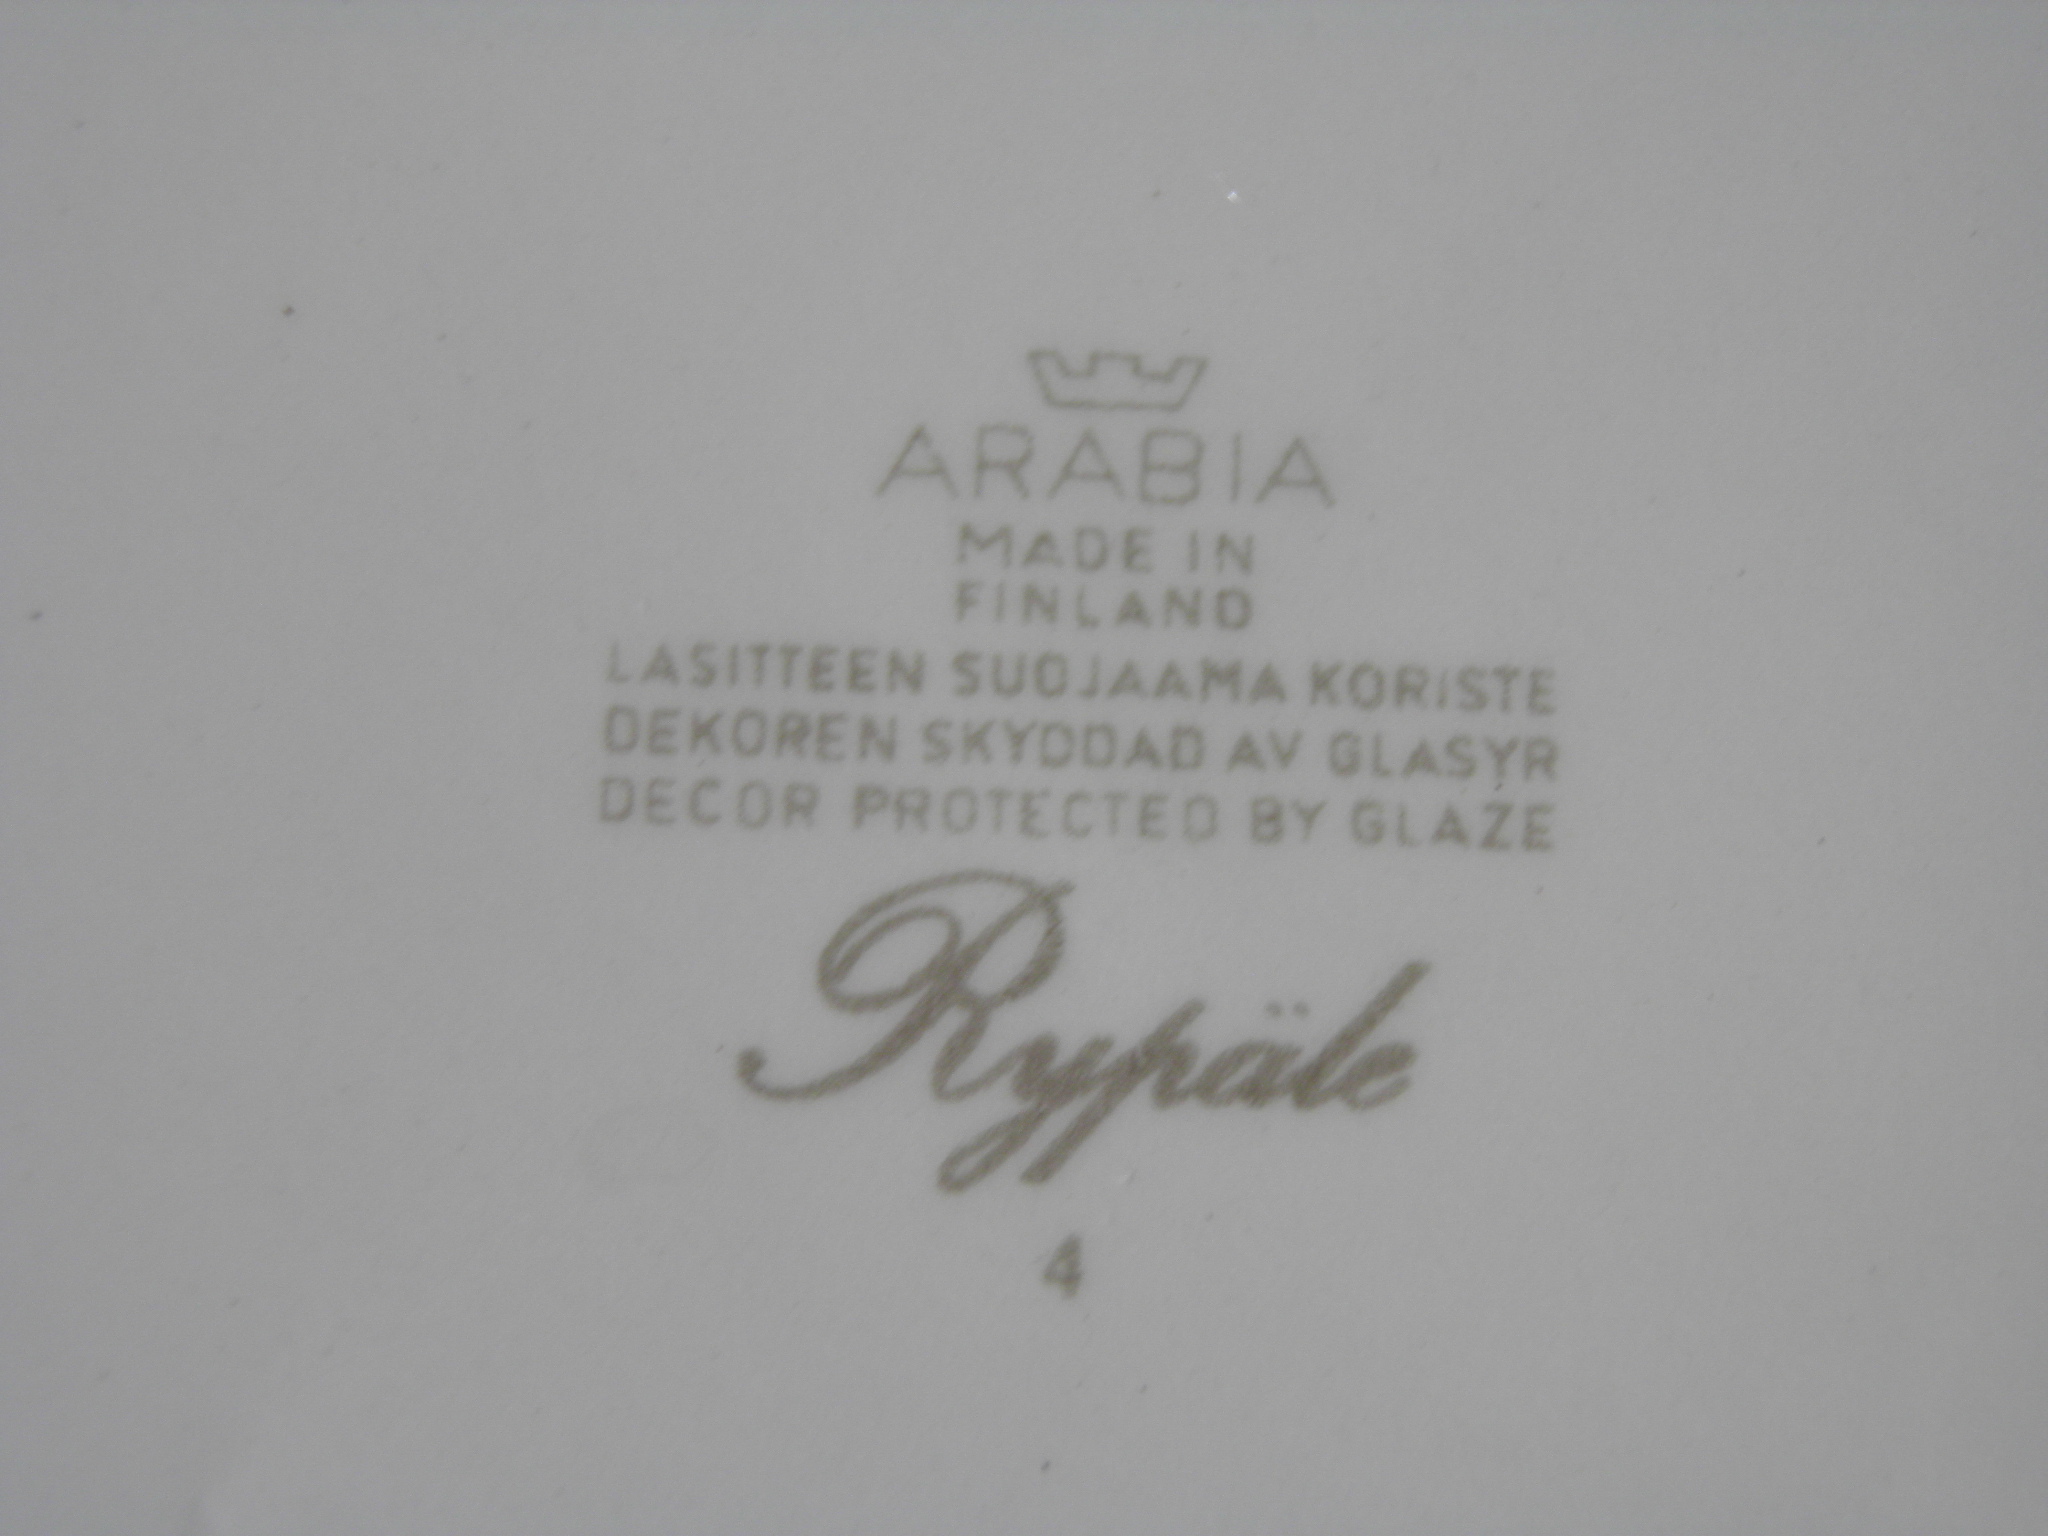 ARABIA
MADE IN
FINLAND
LASITTEEN SUOJAAMA KORISTE
DEKOREN SKYDDAD AV GLASYR
DECOR PROTECTED BY GLAZE
Rypäle
4